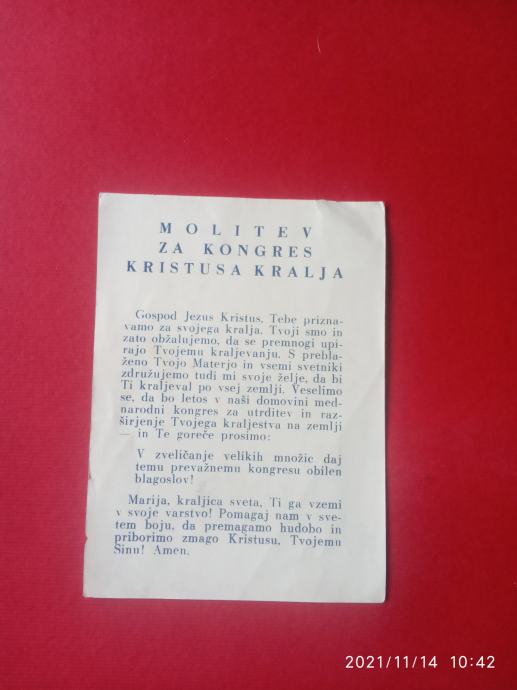 MOLITEV
ZA KONGRES
KRISTUSA KRALJA
Gospod Jezus Kristus, Tebe prizna-
vamo za svojega kralja. Tvoji smo in
zato obžalujemo, da se premnogi upi-
rajo Tvojemu kraljevanju. S prebla-
ženo Tvojo Materjo in vsemi svetniki
združujemo tudi mi svoje želje, da bi
Ti kraljeval po vsej zemlji. Veselimo
se, da bo letos v naši domovini med-
narodni kongres za utrditev in raz-
širjenje Tvojega kraljestva na zemlji
— in Te goreče prosimo:
V zveličanje velikih množic daj
temu prevažnemu kongresu obilen
blagoslov!
Marija, kraljica sveta, Ti ga vzemi
v svoje varstvo! Pomagaj nam v sve-
tem boju, da premagamo hudobo in
priborimo zmago Kristusu, Tvojemu
Sinu! Amen.
2021/11/14 10:42